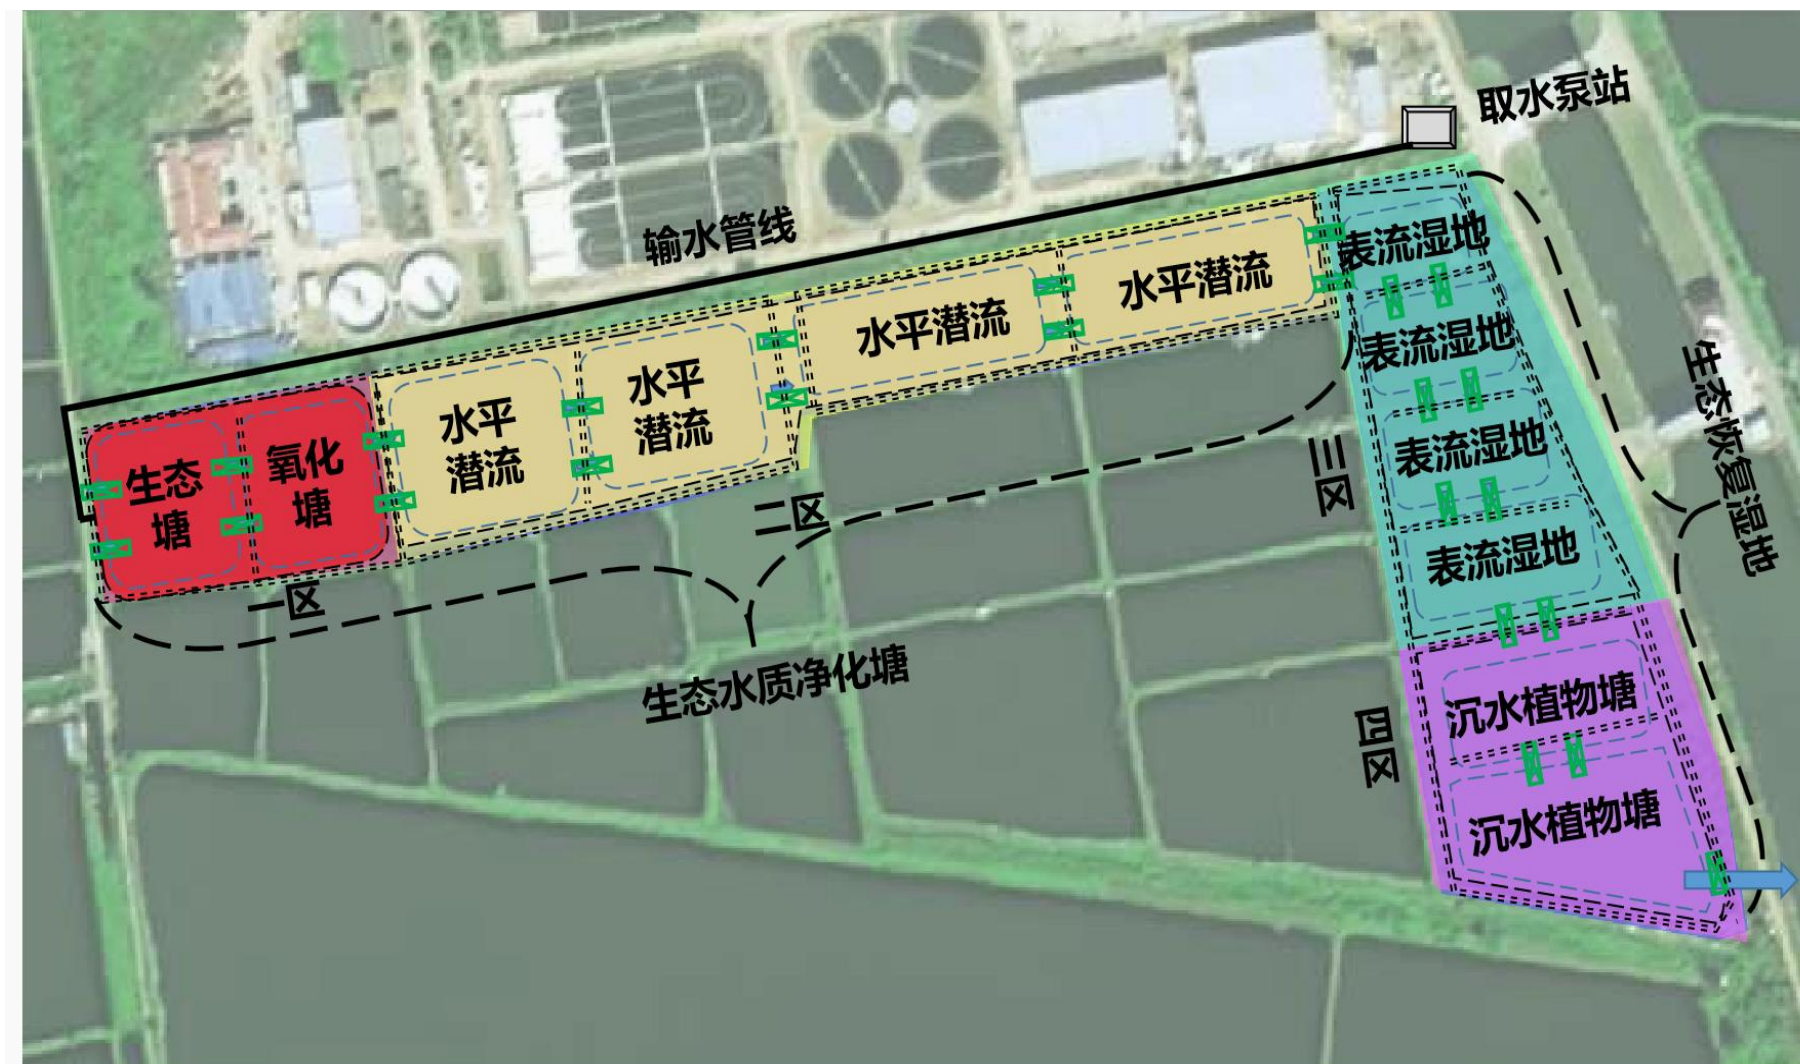 取水泵站
输水管线
表流湿地
水平潜流
水平潜流
表流湿地
水平
潜流
水平
潜流
生态恢复湿地
生态
塘
氧化
塘
表流湿地
三区
二区
表流湿地
一区
生态水质净化塘
沉水植物塘
四区
沉水植物塘